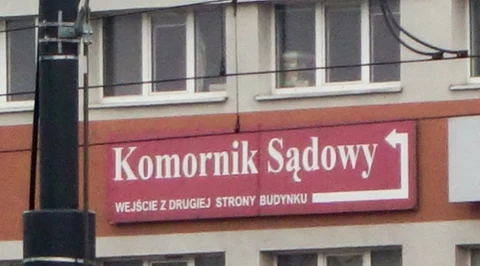 Komornik Sądowy
WEJŚCIE Z DRUGIEJ STRONY BUDYNKU